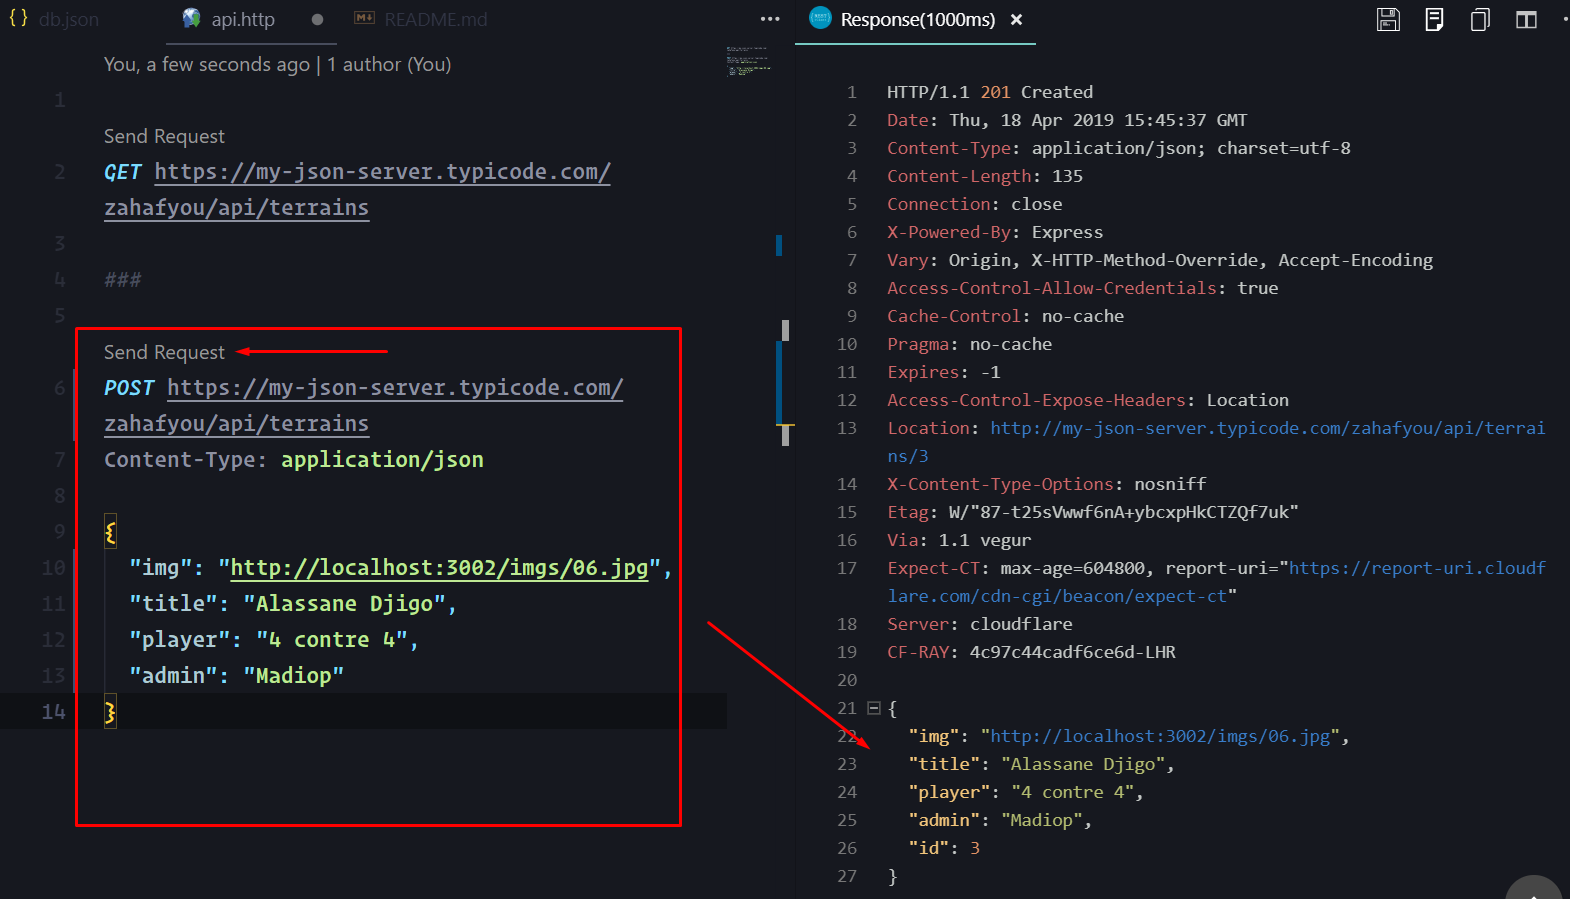 { } db.json
api.http
README.md
You, a few seconds ago | 1 author (You)
1
Send Request
2 GET https://my-json-server.typicode.com/
zahafyou/api/terrains
3
4 ###
5
Send Request
6 POST https://my-json-server.typicode.com/
zahafyou/api/terrains
7 Content-Type: application/json
8
9 {
10 "img": "http://localhost:3002/imgs/06.jpg",
11 "title": "Alassane Djigo",
12 "player": "4 contre 4",
13 "admin": "Madiop"
14 }
Response(1000ms) ×
1 HTTP/1.1 201 Created
2 Date: Thu, 18 Apr 2019 15:45:37 GMT
3 Content-Type: application/json; charset=utf-8
4 Content-Length: 135
5 Connection: close
6 X-Powered-By: Express
7 Vary: Origin, X-HTTP-Method-Override, Accept-Encoding
8 Access-Control-Allow-Credentials: true
9 Cache-Control: no-cache
10 Pragma: no-cache
11 Expires: -1
12 Access-Control-Expose-Headers: Location
13 Location: http://my-json-server.typicode.com/zahafyou/api/terrai
ns/3
14 X-Content-Type-Options: nosniff
15 Etag: W/"87-t25sVwwf6nA+ybcxpHkCTZQf7uk"
16 Via: 1.1 vegur
17 Expect-CT: max-age=604800, report-uri="https://report-uri.cloudf
lare.com/cdn-cgi/beacon/expect-ct"
18 Server: cloudflare
19 CF-RAY: 4c97c44cadf6ce6d-LHR
20
21 {
22 "img": "http://localhost:3002/imgs/06.jpg",
23 "title": "Alassane Djigo",
24 "player": "4 contre 4",
25 "admin": "Madiop",
26 "id": 3
27 }